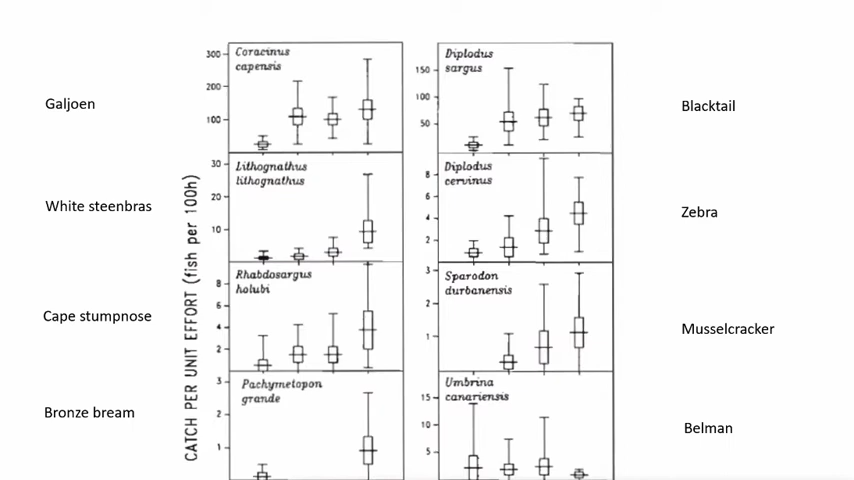 Galjoen
White steenbras
Cape stumpnose
Bronze bream
CATCH PER UNIT EFFORT (fish per 100h)
Coracinus
capensis
300
200
100
Lithognathus
lithognathus
30
20
10
Rhabdosargus
holubi
8
6
4
2
Pachymetopon
grande
3
2
1
Diplodus
sargus
150
100
50
Diplodus
cervinus
8
6
4
2
Sparodon
durbanensis
3
2
1
Umbrina
canariensis
15
10
5
Blacktail
Zebra
Musselcracker
Belman